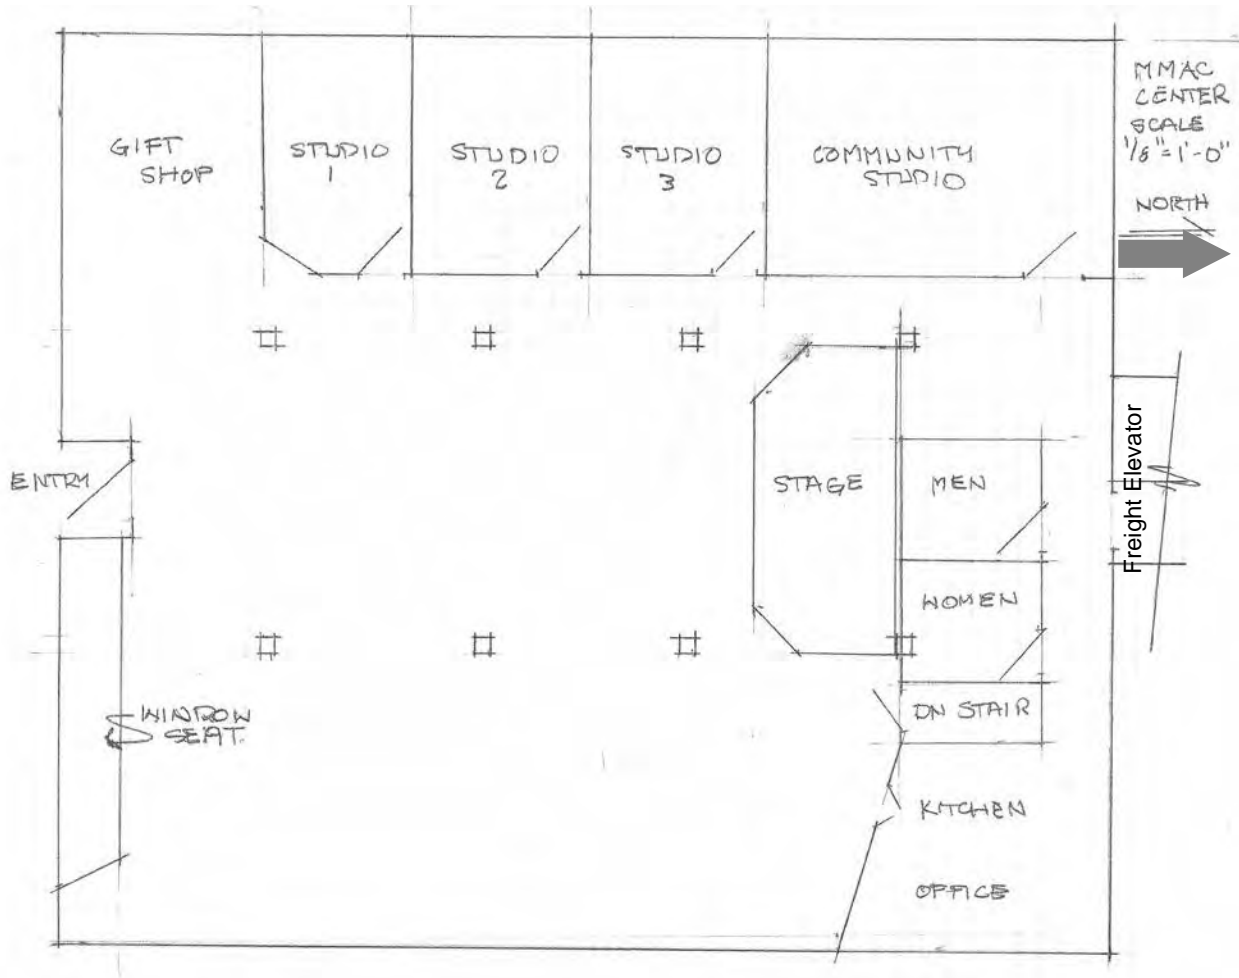 MMAC
CENTER
SCALE
1/8" = 1'-0"
NORTH
GIFT
SHOP
STUDIO
1
STUDIO
2
STUDIO
3
COMMUNITY
STUDIO
ENTRY
STAGE
MEN
Freight Elevator
WOMEN
DN STAIR
WINDOW
SEAT.
KITCHEN
OFFICE